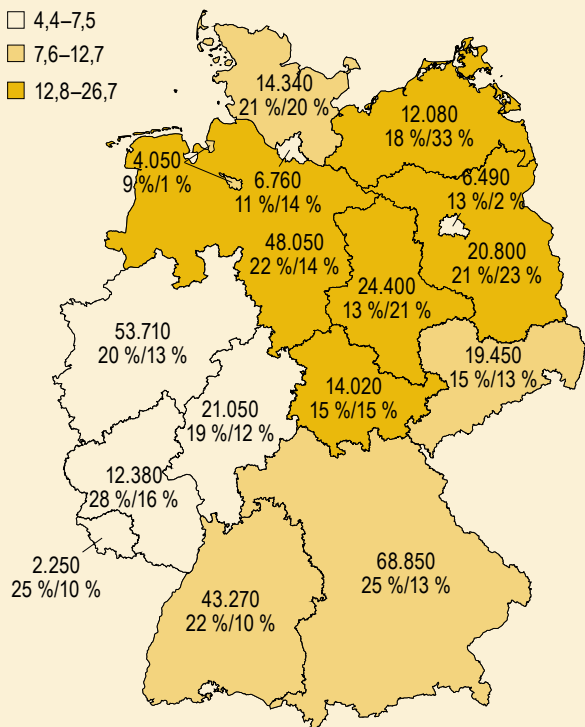 4,4–7,5
7,6–12,7
12,8–26,7
14.340
21 %/20 %
12.080
18 %/33 %
4.050
9 %/1 %
6.760
11 %/14 %
6.490
13 %/2 %
48.050
22 %/14 %
20.800
21 %/23 %
24.400
13 %/21 %
53.710
20 %/13 %
19.450
15 %/13 %
14.020
15 %/15 %
21.050
19 %/12 %
12.380
28 %/16 %
2.250
25 %/10 %
68.850
25 %/13 %
43.270
22 %/10 %